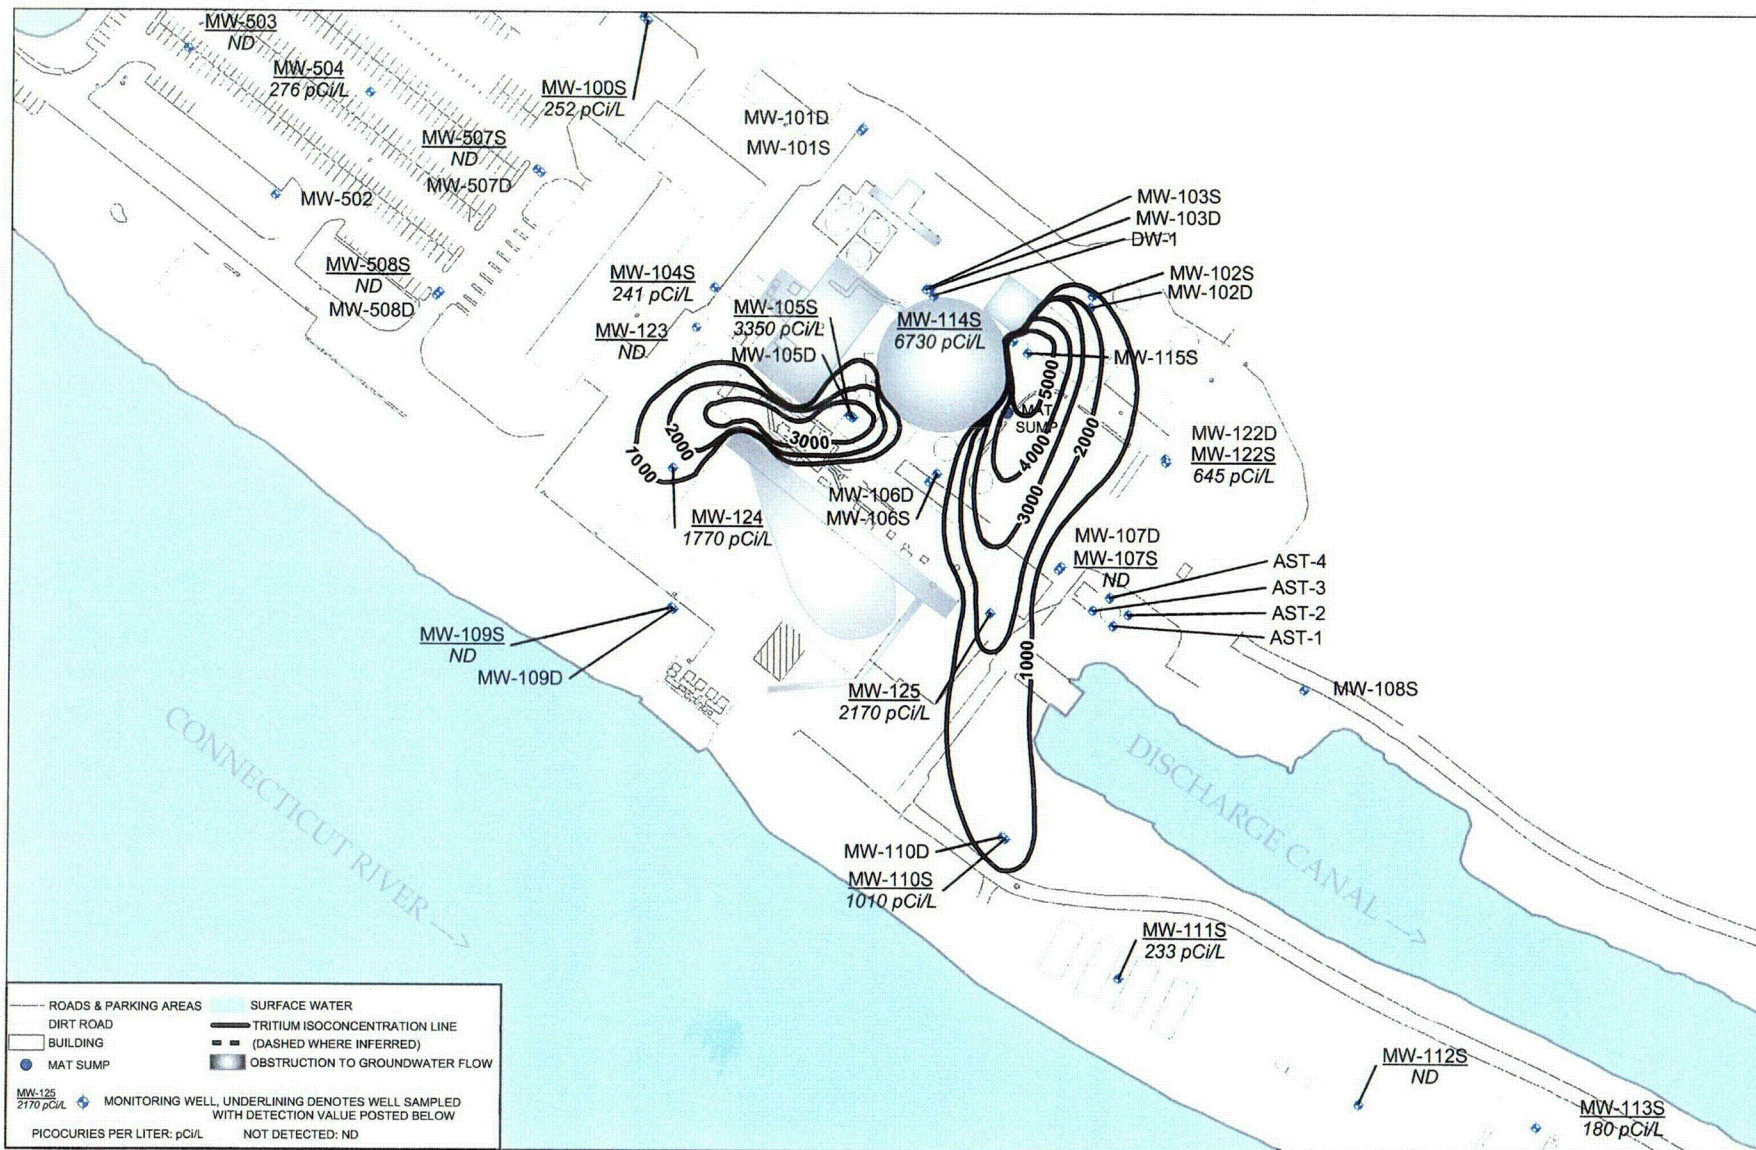 MW-503
ND
MW-504
276 pCi/L
MW-100S
252 pCi/L
MW-101D
MW-101S
MW-507S
ND
MW-507D
MW-502
MW-103S
MW-103D
DW-1
MW-508S
ND
MW-508D
MW-104S
241 pCi/L
MW-102S
MW-102D
MW-105S
3350 pCi/L
MW-105D
MW-114S
6730 pCi/L
MW-123
ND
MW-115S
5000
MAT
SUMP
4000
2000
3000
1000
2000
3000
1000
MW-122D
MW-122S
645 pCi/L
MW-106D
MW-106S
MW-124
1770 pCi/L
MW-107D
MW-107S
ND
AST-4
AST-3
AST-2
AST-1
MW-109S
ND
MW-109D
MW-125
2170 pCi/L
MW-108S
CONNECTICUT RIVER
DISCHARGE CANAL
MW-110D
MW-110S
1010 pCi/L
MW-111S
233 pCi/L
MW-112S
ND
MW-113S
180 pCi/L
ROADS & PARKING AREAS
DIRT ROAD
BUILDING
MAT SUMP
SURFACE WATER
TRITIUM ISOCONCENTRATION LINE
(DASHED WHERE INFERRED)
OBSTRUCTION TO GROUNDWATER FLOW
MW-125
2170 pCi/L
MONITORING WELL, UNDERLINING DENOTES WELL SAMPLED
WITH DETECTION VALUE POSTED BELOW
PICOCURIES PER LITER: pCi/L NOT DETECTED: ND